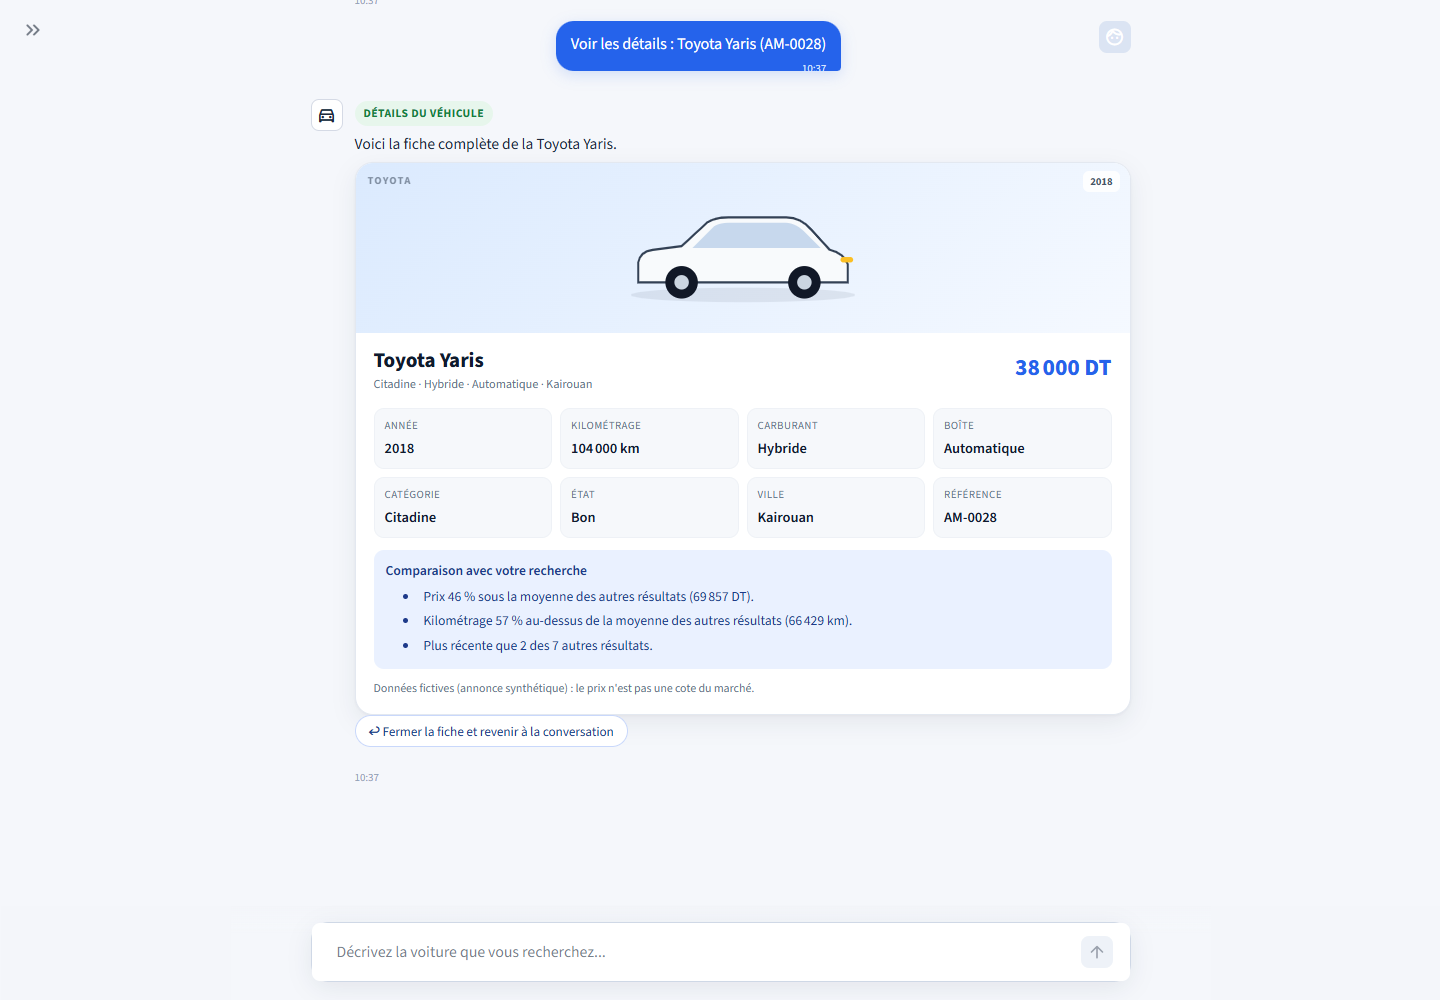 10:37
Voir les détails : Toyota Yaris (AM-0028)
10:37
DÉTAILS DU VÉHICULE
Voici la fiche complète de la Toyota Yaris.
TOYOTA
2018
Toyota Yaris
38 000 DT
Citadine · Hybride · Automatique · Kairouan
ANNÉE
2018
KILOMÉTRAGE
104 000 km
CARBURANT
Hybride
BOÎTE
Automatique
CATÉGORIE
Citadine
ÉTAT
Bon
VILLE
Kairouan
RÉFÉRENCE
AM-0028
Comparaison avec votre recherche
• Prix 46 % sous la moyenne des autres résultats (69 857 DT).
• Kilométrage 57 % au-dessus de la moyenne des autres résultats (66 429 km).
• Plus récente que 2 des 7 autres résultats.
Données fictives (annonce synthétique) : le prix n'est pas une cote du marché.
↩ Fermer la fiche et revenir à la conversation
10:37
Décrivez la voiture que vous recherchez...